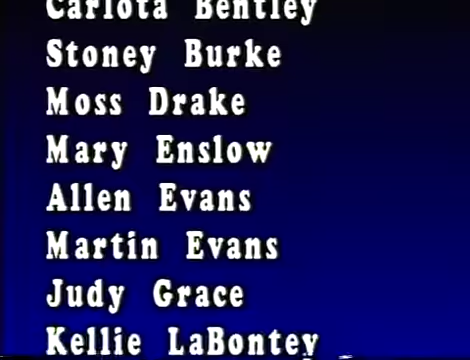 Carlota Bentley
Stoney Burke
Moss Drake
Mary Enslow
Allen Evans
Martin Evans
Judy Grace
Kellie LaBontey